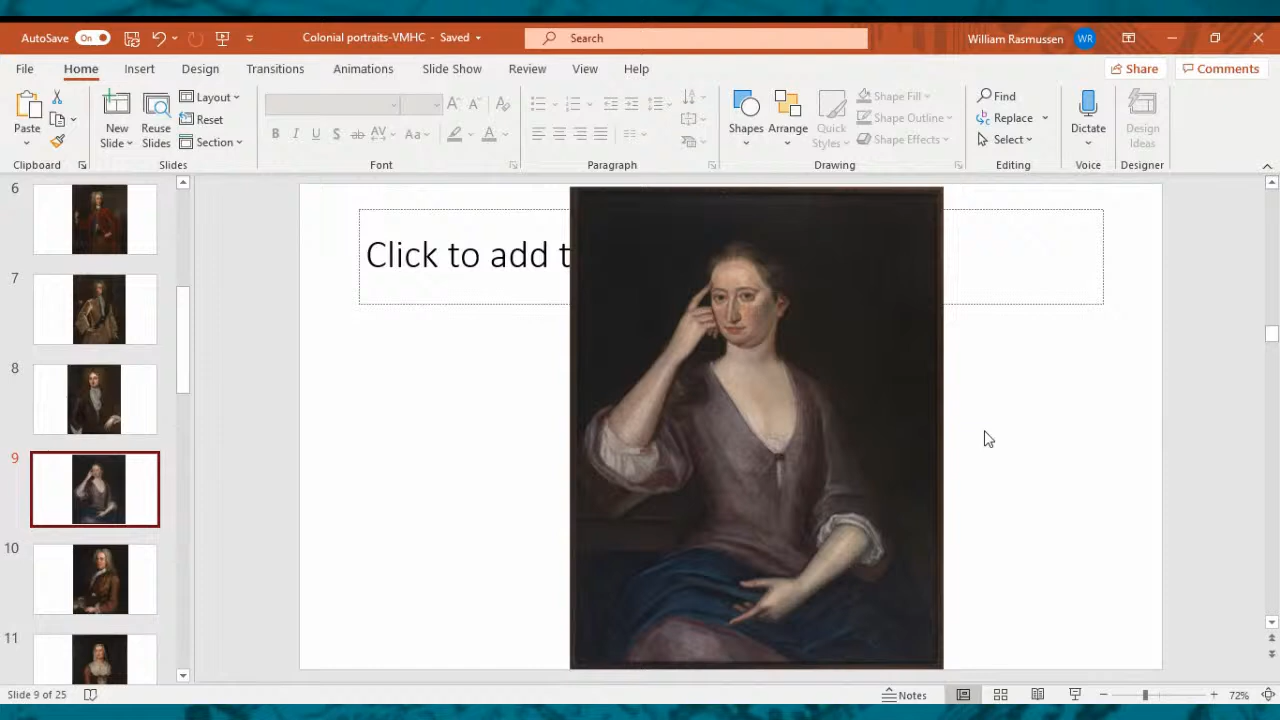 AutoSave On Colonial portraits-VMHC - Saved Search William Rasmussen WR
File Home Insert Design Transitions Animations Slide Show Review View Help Share Comments
Paste
New Slide
Reuse Slides
Layout
Reset
Section
B I U S ab AV Aa A
Shapes Arrange Quick Styles
Shape Fill
Shape Outline
Shape Effects
Find
Replace
Select
Dictate
Design Ideas
Clipboard Slides Font Paragraph Drawing Editing Voice Designer
6
7
8
9
10
11
Click to add t
Slide 9 of 25 Notes 72%